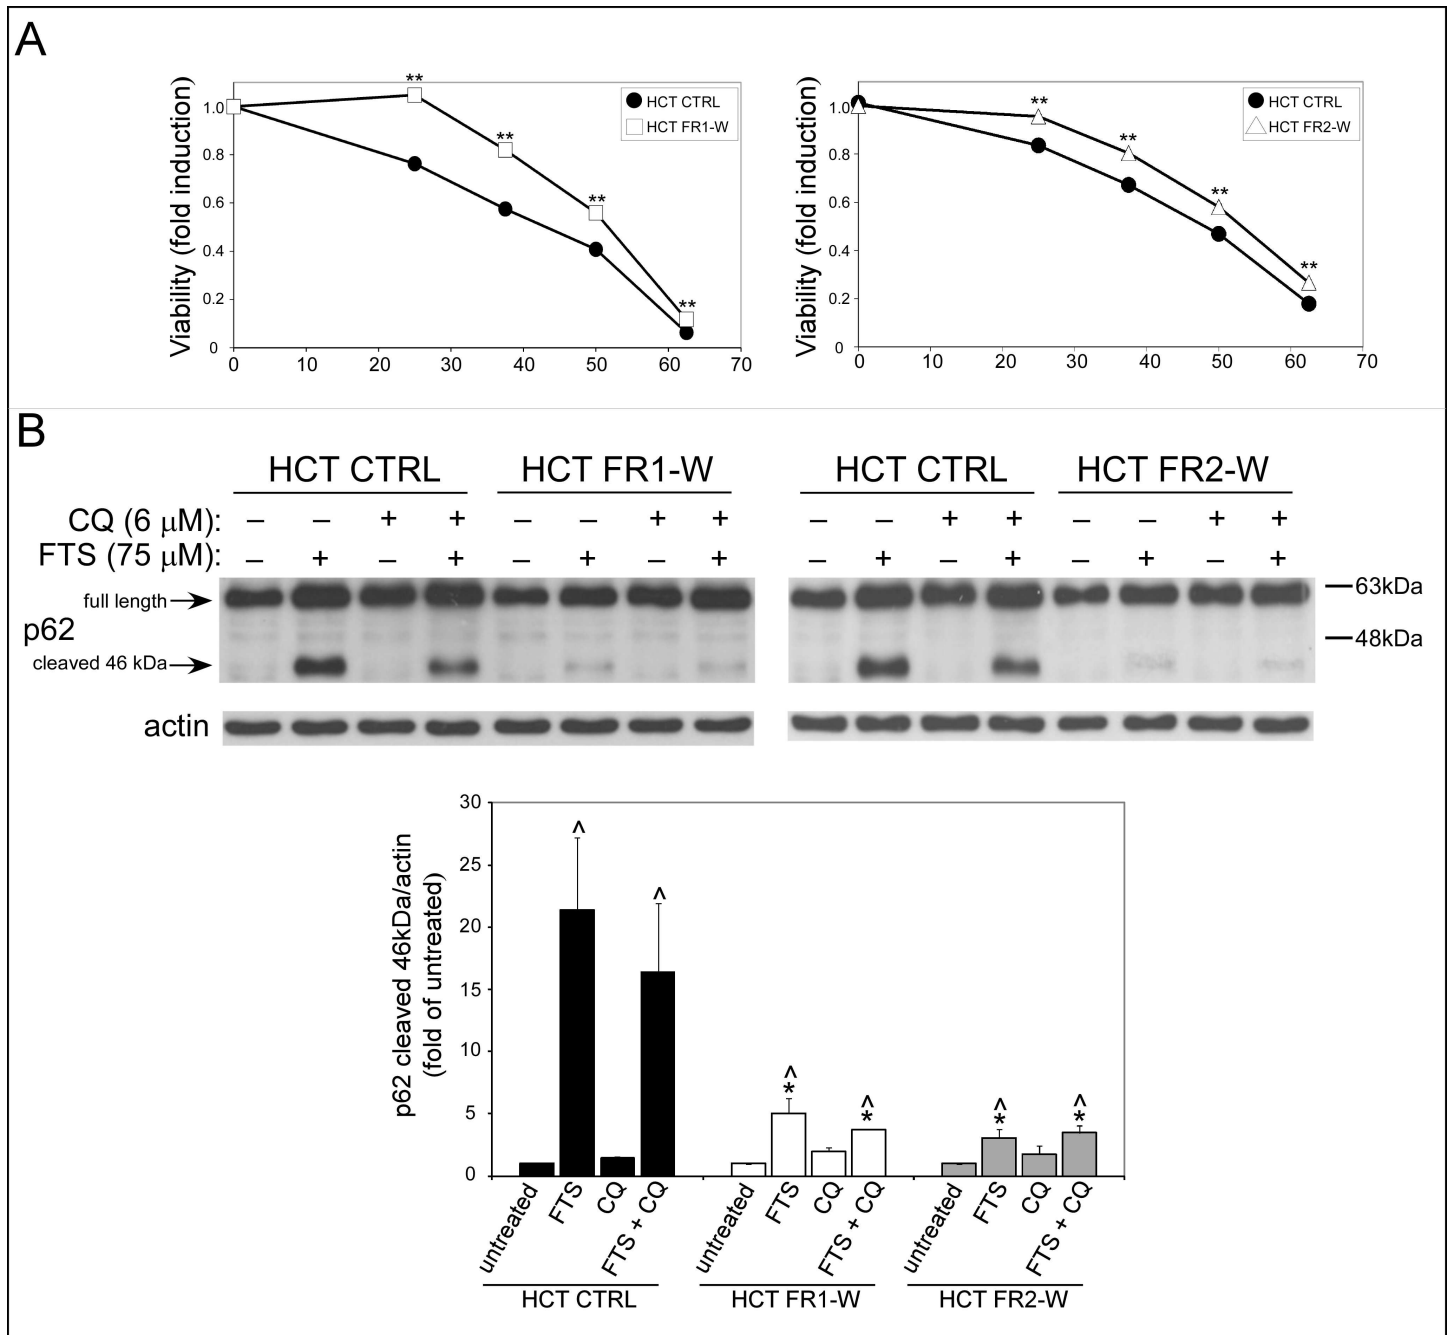 A
Viability (fold induction)
1.0
0.8
0.6
0.4
0.2
0
0 10 20 30 40 50 60 70
** ** ** **
HCT CTRL
HCT FR1-W
Viability (fold induction)
1.0
0.8
0.6
0.4
0.2
0
0 10 20 30 40 50 60 70
** ** ** **
HCT CTRL
HCT FR2-W
B
HCT CTRL HCT FR1-W HCT CTRL HCT FR2-W
CQ (6 μM): – – + + – – + + – – + + – – + +
FTS (75 μM): – + – + – + – + – + – + – + – +
full length
p62
cleaved 46 kDa
63kDa
48kDa
actin
p62 cleaved 46kDa/actin
(fold of untreated)
30
25
20
15
10
5
0
^ ^ ^ ^ ^ ^
* * * *
untreated FTS CQ FTS + CQ untreated FTS CQ FTS + CQ untreated FTS CQ FTS + CQ
HCT CTRL HCT FR1-W HCT FR2-W